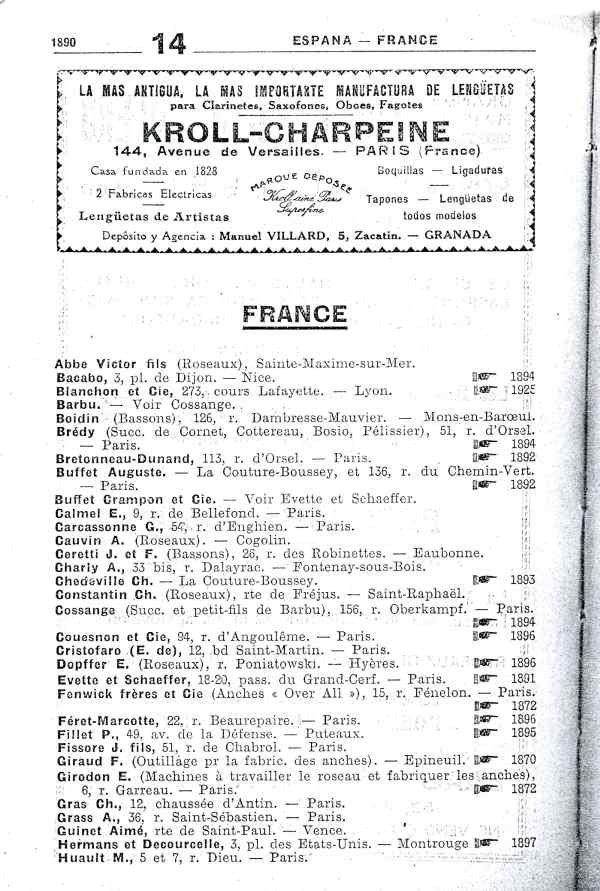 1890 14 ESPANA — FRANCE
LA MAS ANTIGUA, LA MAS IMPORTANTE MANUFACTURA DE LENGÜETAS
para Clarinetes, Saxofones, Oboes, Fagotes
KROLL-CHARPEINE
144, Avenue de Versailles. — PARIS (France)
Casa fundada en 1828
2 Fabricas Electricas
Lengüetas de Artistas
MARQUE DEPOSÉE
Kroll ainé Paris
Superfine
Boquillas — Ligaduras
Tapones — Lengüetas de
todos modelos
Depósito y Agencia : Manuel VILLARD, 5, Zacatin. — GRANADA
FRANCE
Abbe Victor fils (Roseaux), Sainte-Maxime-sur-Mer.
Bacabo, 3, pl. de Dijon. — Nice. ☛ 1894
Blanchon et Cie, 273, cours Lafayette. — Lyon. ☛ 1925
Barbu. — Voir Cossange.
Boidin (Bassons), 126, r. Dambresse-Mauvier. — Mons-en-Barœul.
Brédy (Succ. de Cornet, Cottereau, Bosio, Pélissier), 51, r. d'Orsel.
— Paris. ☛ 1894
Bretonneau-Dunand, 113, r. d'Orsel. — Paris. ☛ 1892
Buffet Auguste. — La Couture-Boussey, et 136, r. du Chemin-Vert.
— Paris. ☛ 1892
Buffet Crampon et Cie. — Voir Evette et Schaeffer.
Calmel E., 9, r. de Bellefond. — Paris.
Carcassonne G., r. d'Enghien. — Paris.
Cauvin A. (Roseaux). — Cogolin.
Ceretti J. et F. (Bassons), 26, r. des Robinettes. — Eaubonne.
Charly A., 33 bis, r. Dalayrac. — Fontenay-sous-Bois.
Chedeville Ch. — La Couture-Boussey. ☛ 1893
Constantin Ch. (Roseaux), rte de Fréjus. — Saint-Raphaël.
Cossange (Succ. et petit-fils de Barbu), 156, r. Oberkampf. — Paris.
☛ 1894
Couesnon et Cie, 94, r. d'Angoulême. — Paris. ☛ 1896
Cristofaro (E. de), 12, bd Saint-Martin. — Paris.
Dopffer E. (Roseaux), r. Poniatowski. — Hyères. ☛ 1896
Evette et Schaeffer, 18-20, pass. du Grand-Cerf. — Paris. ☛ 1891
Fenwick frères et Cie (Anches « Over All »), 15, r. Fénelon. — Paris.
☛ 1872
Féret-Marcotte, 22, r. Beaurepaire. — Paris. ☛ 1896
Fillet P., 49, av. de la Défense. — Puteaux. ☛ 1895
Fissore J. fils, 51, r. de Chabrol. — Paris.
Giraud F. (Outillage pr la fabric. des anches). — Epineuil. ☛ 1870
Girodon E. (Machines à travailler le roseau et fabriquer les anches),
6, r. Garreau. — Paris. ☛ 1872
Gras Ch., 12, chaussée d'Antin. — Paris.
Grass A., 36, r. Saint-Sébastien. — Paris.
Guinet Aimé, rte de Saint-Paul. — Vence.
Hermans et Decourcelle, 3, pl. des Etats-Unis. — Montrouge ☛ 1897
Huault M., 5 et 7, r. Dieu. — Paris.